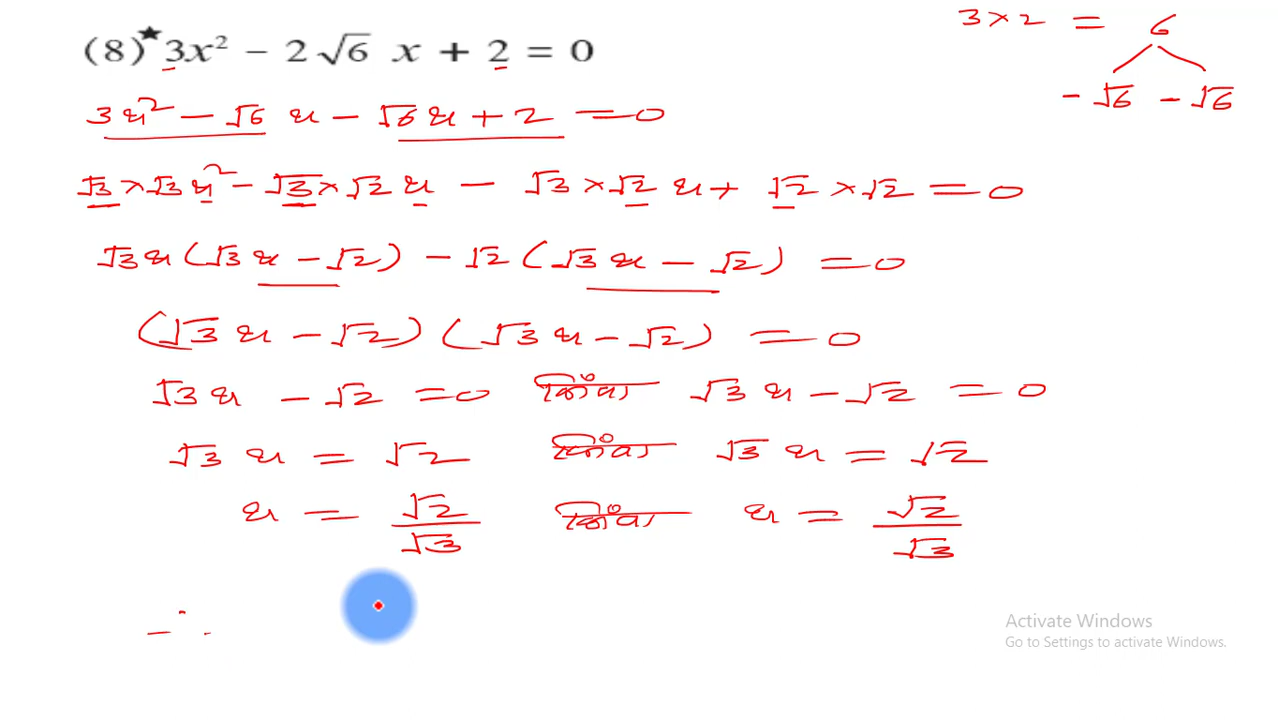 3 × 2 = 6
- √6 - √6
(8)★ 3x² − 2√6 x + 2 = 0
3x² - √6 x - √6 x + 2 = 0
√3 × √3 x² - √3 × √2 x - √3 × √2 x + √2 × √2 = 0
√3 x (√3 x - √2) - √2 (√3 x - √2) = 0
(√3 x - √2) (√3 x - √2) = 0
√3 x - √2 = 0 किंवा √3 x - √2 = 0
√3 x = √2 किंवा √3 x = √2
x = √2/√3 किंवा x = √2/√3
∴
Activate Windows
Go to Settings to activate Windows.